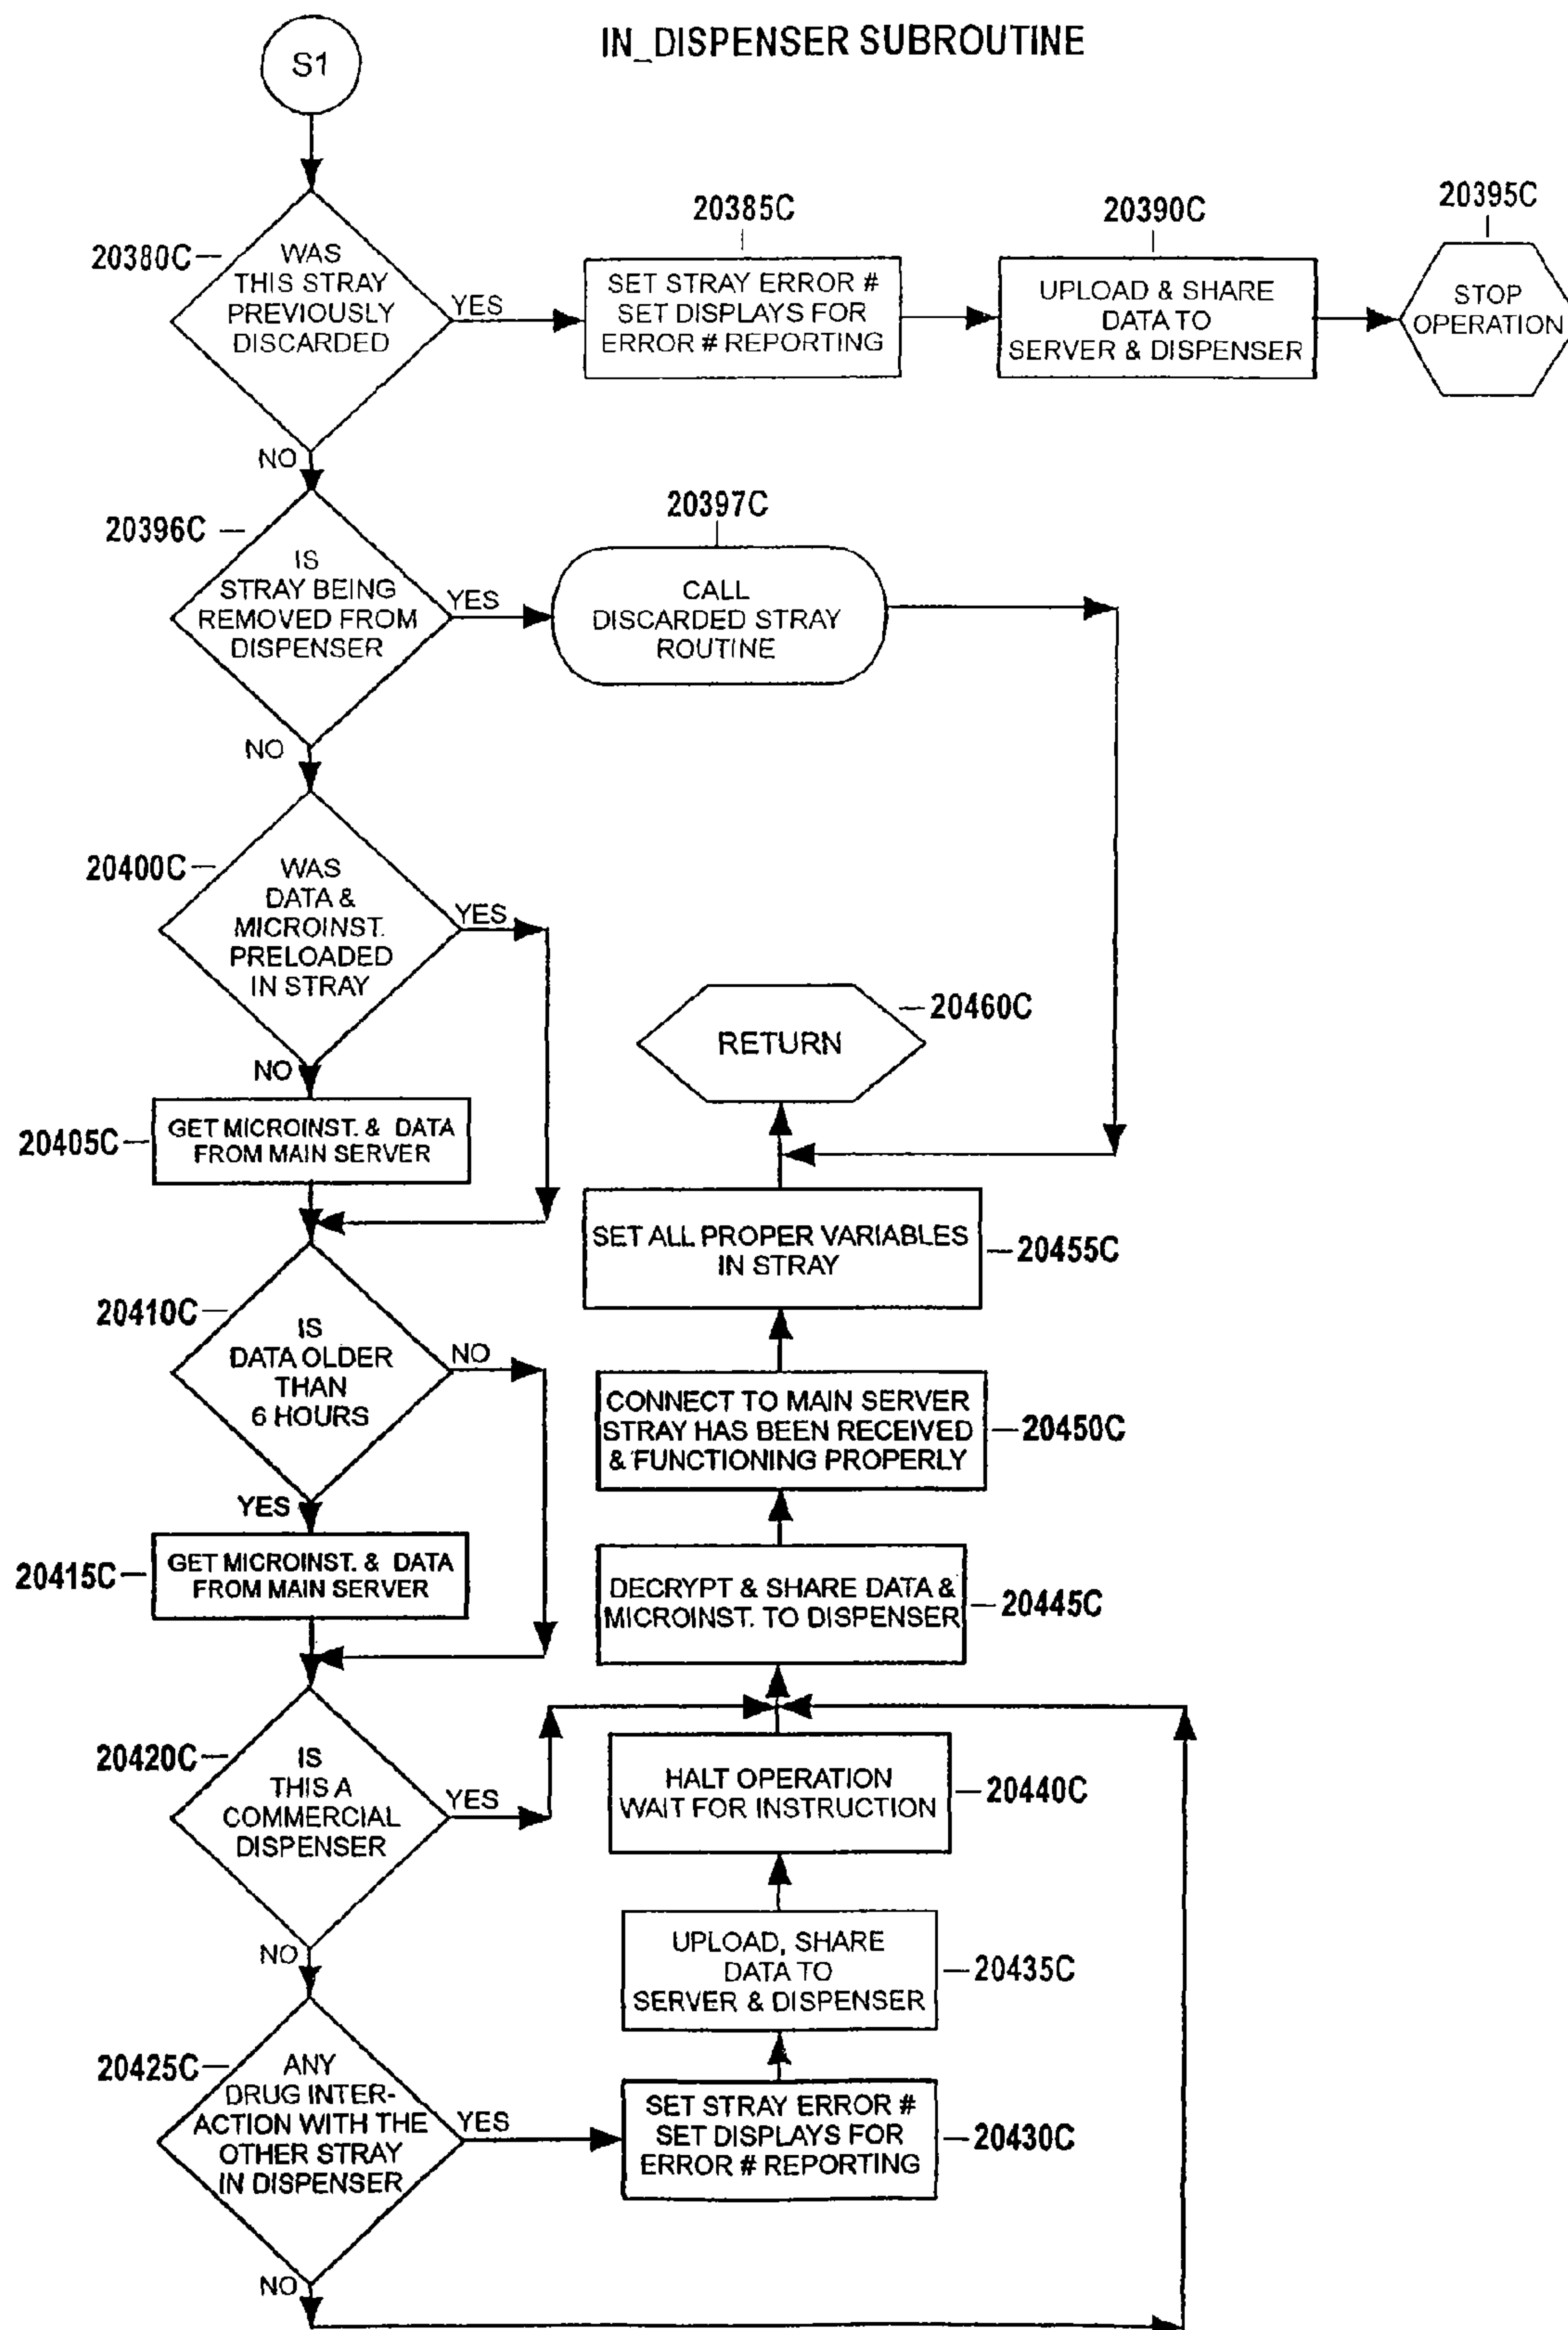 IN_DISPENSER SUBROUTINE
S1
20380C
WAS
THIS STRAY
PREVIOUSLY
DISCARDED
YES
NO
20385C
SET STRAY ERROR #
SET DISPLAYS FOR
ERROR # REPORTING
20390C
UPLOAD & SHARE
DATA TO
SERVER & DISPENSER
20395C
STOP
OPERATION
20396C
IS
STRAY BEING
REMOVED FROM
DISPENSER
YES
NO
20397C
CALL
DISCARDED STRAY
ROUTINE
20400C
WAS
DATA &
MICROINST.
PRELOADED
IN STRAY
YES
NO
20405C
GET MICROINST. & DATA
FROM MAIN SERVER
20410C
IS
DATA OLDER
THAN
6 HOURS
NO
YES
20415C
GET MICROINST. & DATA
FROM MAIN SERVER
20420C
IS
THIS A
COMMERCIAL
DISPENSER
YES
NO
20425C
ANY
DRUG INTER-
ACTION WITH THE
OTHER STRAY
IN DISPENSER
YES
NO
RETURN
20460C
SET ALL PROPER VARIABLES
IN STRAY
20455C
CONNECT TO MAIN SERVER
STRAY HAS BEEN RECEIVED
& FUNCTIONING PROPERLY
20450C
DECRYPT & SHARE DATA &
MICROINST. TO DISPENSER
20445C
HALT OPERATION
WAIT FOR INSTRUCTION
20440C
UPLOAD, SHARE
DATA TO
SERVER & DISPENSER
20435C
SET STRAY ERROR #
SET DISPLAYS FOR
ERROR # REPORTING
20430C